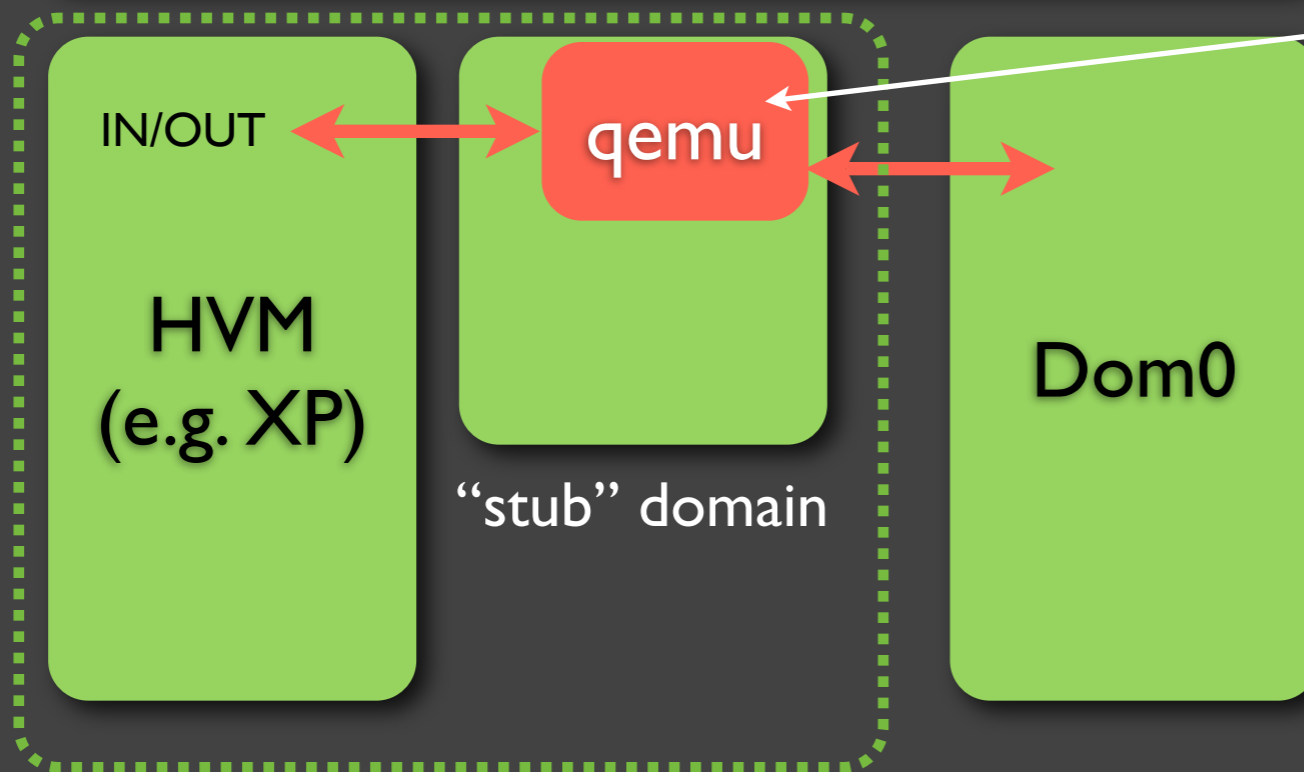 IN/OUT
qemu
HVM
(e.g. XP)
Dom0
“stub” domain